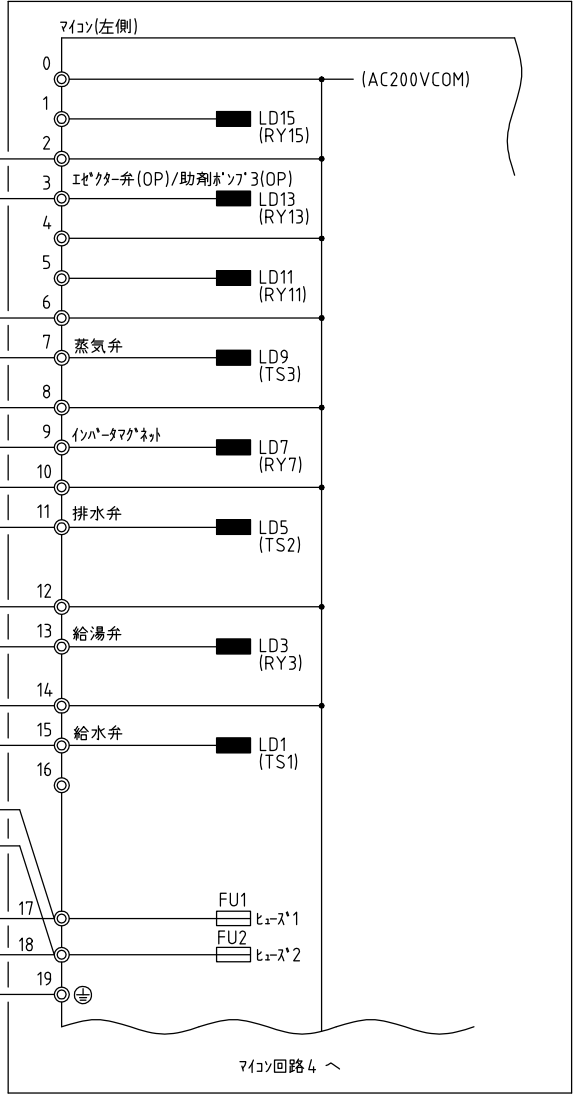 ﾏｲｺﾝ(左側)
0
(AC200VCOM)
1
LD15
(RY15)
2
ｴｾﾞｸﾀｰ弁(OP)/助剤ﾎﾟﾝﾌﾟ3(OP)
3
LD13
(RY13)
4
5
LD11
(RY11)
6
7 蒸気弁
LD9
(TS3)
8
9 ｲﾝﾊﾞｰﾀﾏｸﾞﾈｯﾄ
LD7
(RY7)
10
11 排水弁
LD5
(TS2)
12
13 給湯弁
LD3
(RY3)
14
15 給水弁
LD1
(TS1)
16
FU1
17
ﾋｭｰｽﾞ1
FU2
18
ﾋｭｰｽﾞ2
19
ﾏｲｺﾝ回路4 へ